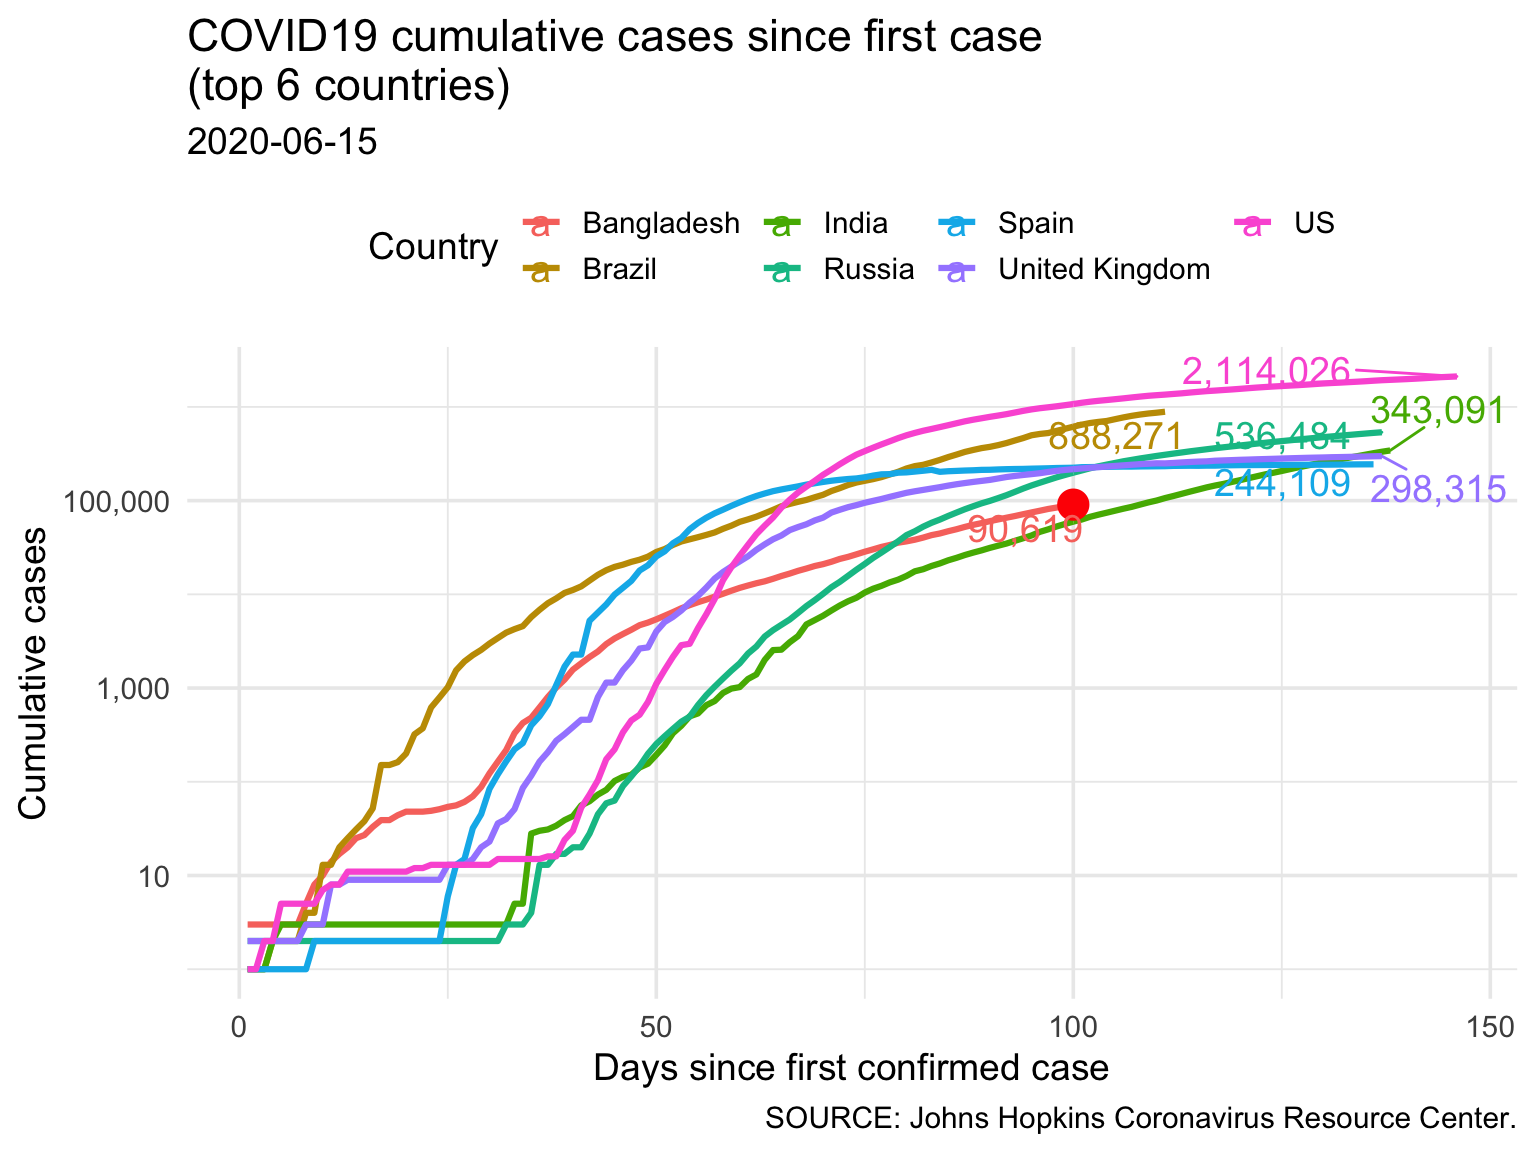 COVID19 cumulative cases since first case
(top 6 countries)
2020-06-15
Country
a Bangladesh a India a Spain a US
a Brazil a Russia a United Kingdom
2,114,026
343,091
888,271 536,484
244,109 298,315
90,619
100,000
1,000
10
Cumulative cases
0 50 100 150
Days since first confirmed case
SOURCE: Johns Hopkins Coronavirus Resource Center.